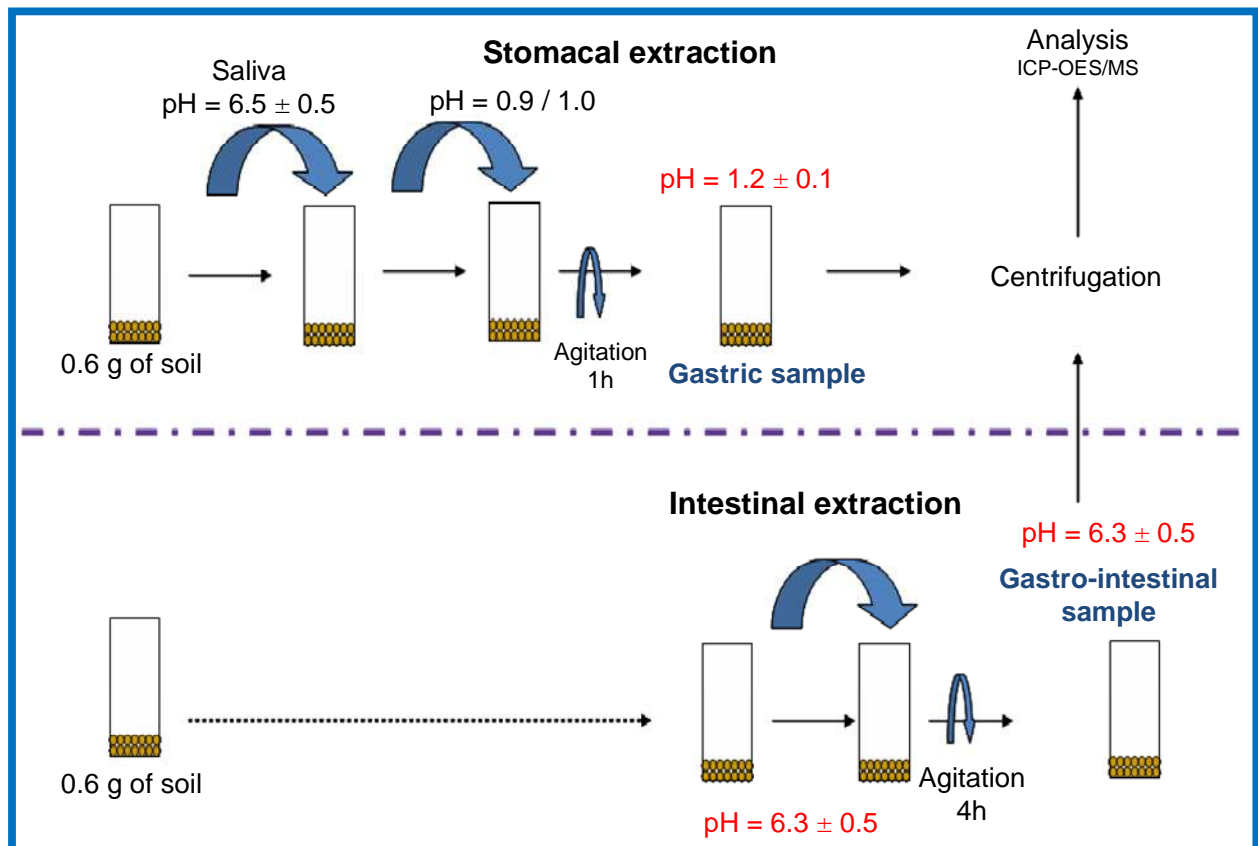 Stomacal extraction
Analysis
ICP-OES/MS
Saliva
pH = 6.5 ± 0.5
pH = 0.9 / 1.0
pH = 1.2 ± 0.1
Centrifugation
0.6 g of soil
Agitation
1h
Gastric sample
Intestinal extraction
pH = 6.3 ± 0.5
Gastro-intestinal
sample
0.6 g of soil
Agitation
4h
pH = 6.3 ± 0.5